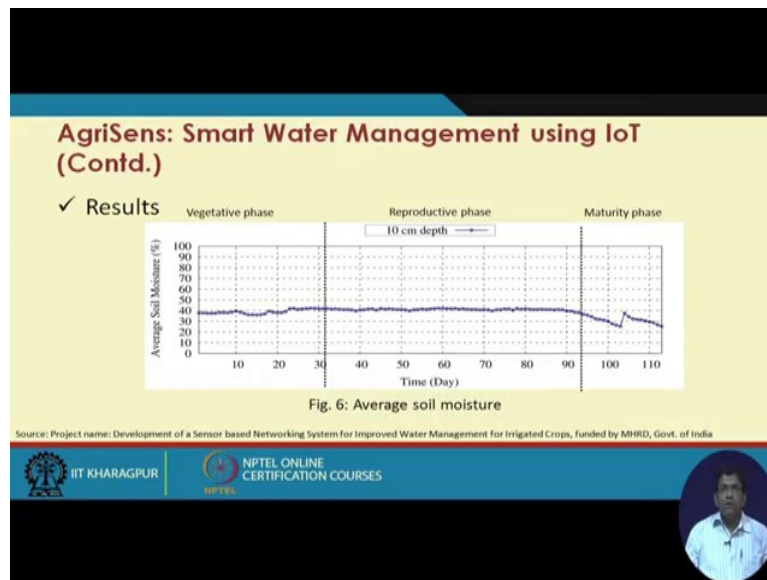 AgriSens: Smart Water Management using IoT
(Contd.)
✓ Results
Vegetative phase Reproductive phase Maturity phase
10 cm depth
Average Soil Moisture (%)
100
90
80
70
60
50
40
30
20
10
0
10 20 30 40 50 60 70 80 90 100 110
Time (Day)
Fig. 6: Average soil moisture
Source: Project name: Development of a Sensor based Networking System for Improved Water Management for Irrigated Crops, funded by MHRD, Govt. of India
IIT KHARAGPUR
NPTEL
NPTEL ONLINE
CERTIFICATION COURSES